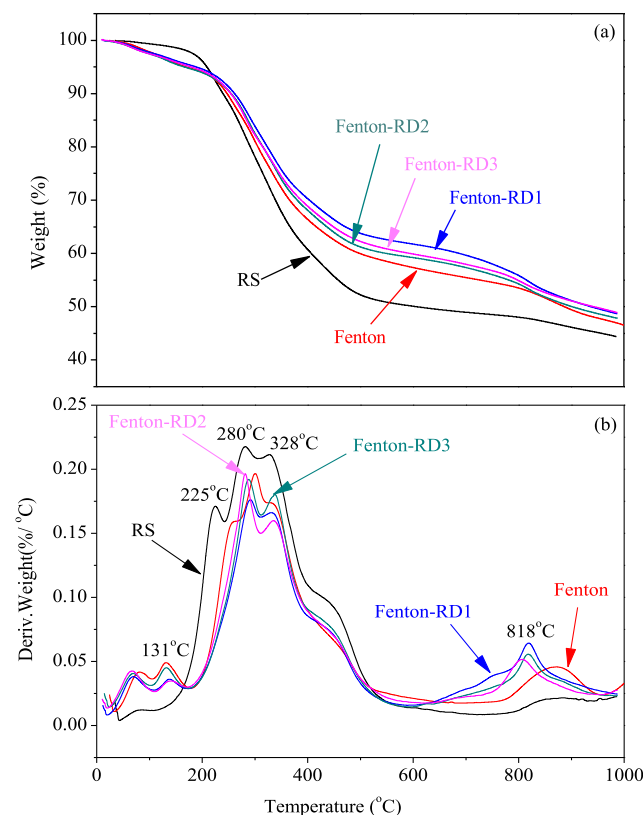 (a)
100
90
80
70
60
50
40
Weight (%)
Fenton-RD2
Fenton-RD3
Fenton-RD1
RS
Fenton
(b)
0.25
0.20
0.15
0.10
0.05
0.00
Deriv.Weight(%/ °C)
Fenton-RD2
280°C
328°C
Fenton-RD3
225°C
RS
131°C
Fenton-RD1
818°C
Fenton
0 200 400 600 800 1000
Temperature (°C)